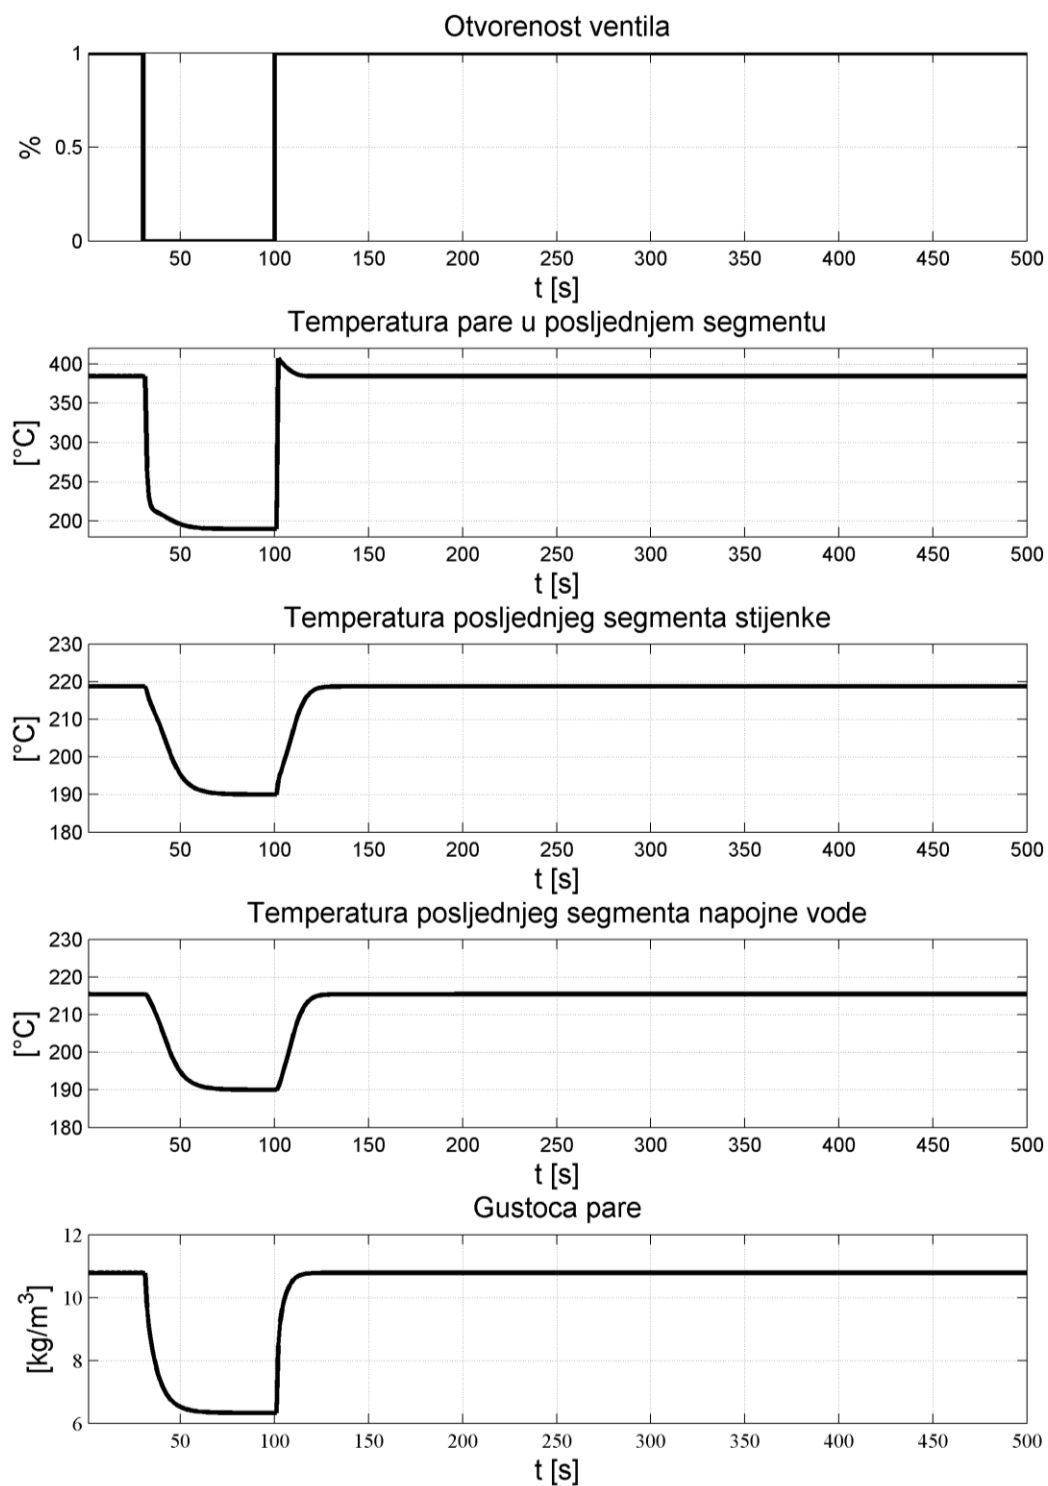 Otvorenost ventila
1
0.5
0
%
50 100 150 200 250 300 350 400 450 500
t [s]
Temperatura pare u posljednjem segmentu
400
350
300
250
200
[°C]
50 100 150 200 250 300 350 400 450 500
t [s]
Temperatura posljednjeg segmenta stijenke
230
220
210
200
190
180
[°C]
50 100 150 200 250 300 350 400 450 500
t [s]
Temperatura posljednjeg segmenta napojne vode
230
220
210
200
190
180
[°C]
50 100 150 200 250 300 350 400 450 500
t [s]
Gustoca pare
12
10
8
6
[kg/m³]
50 100 150 200 250 300 350 400 450 500
t [s]